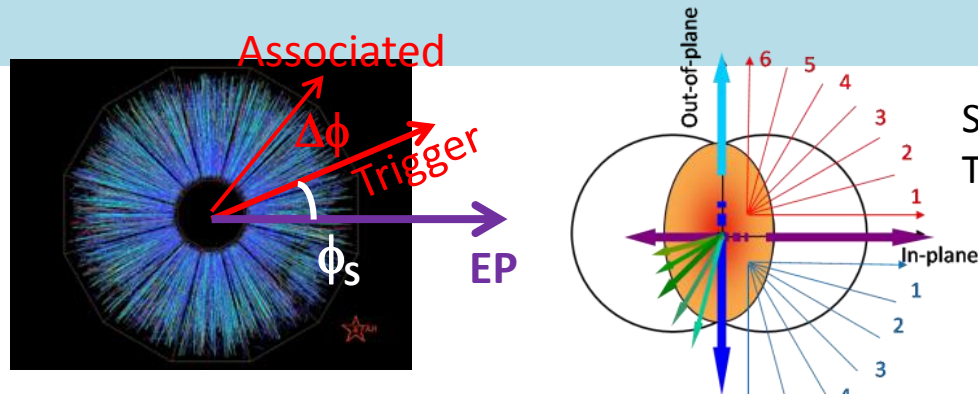 Associated
Δϕ
Trigger
ϕS
EP
Out-of-plane
6
5
4
3
2
1
In-plane
1
2
3
4
S
T